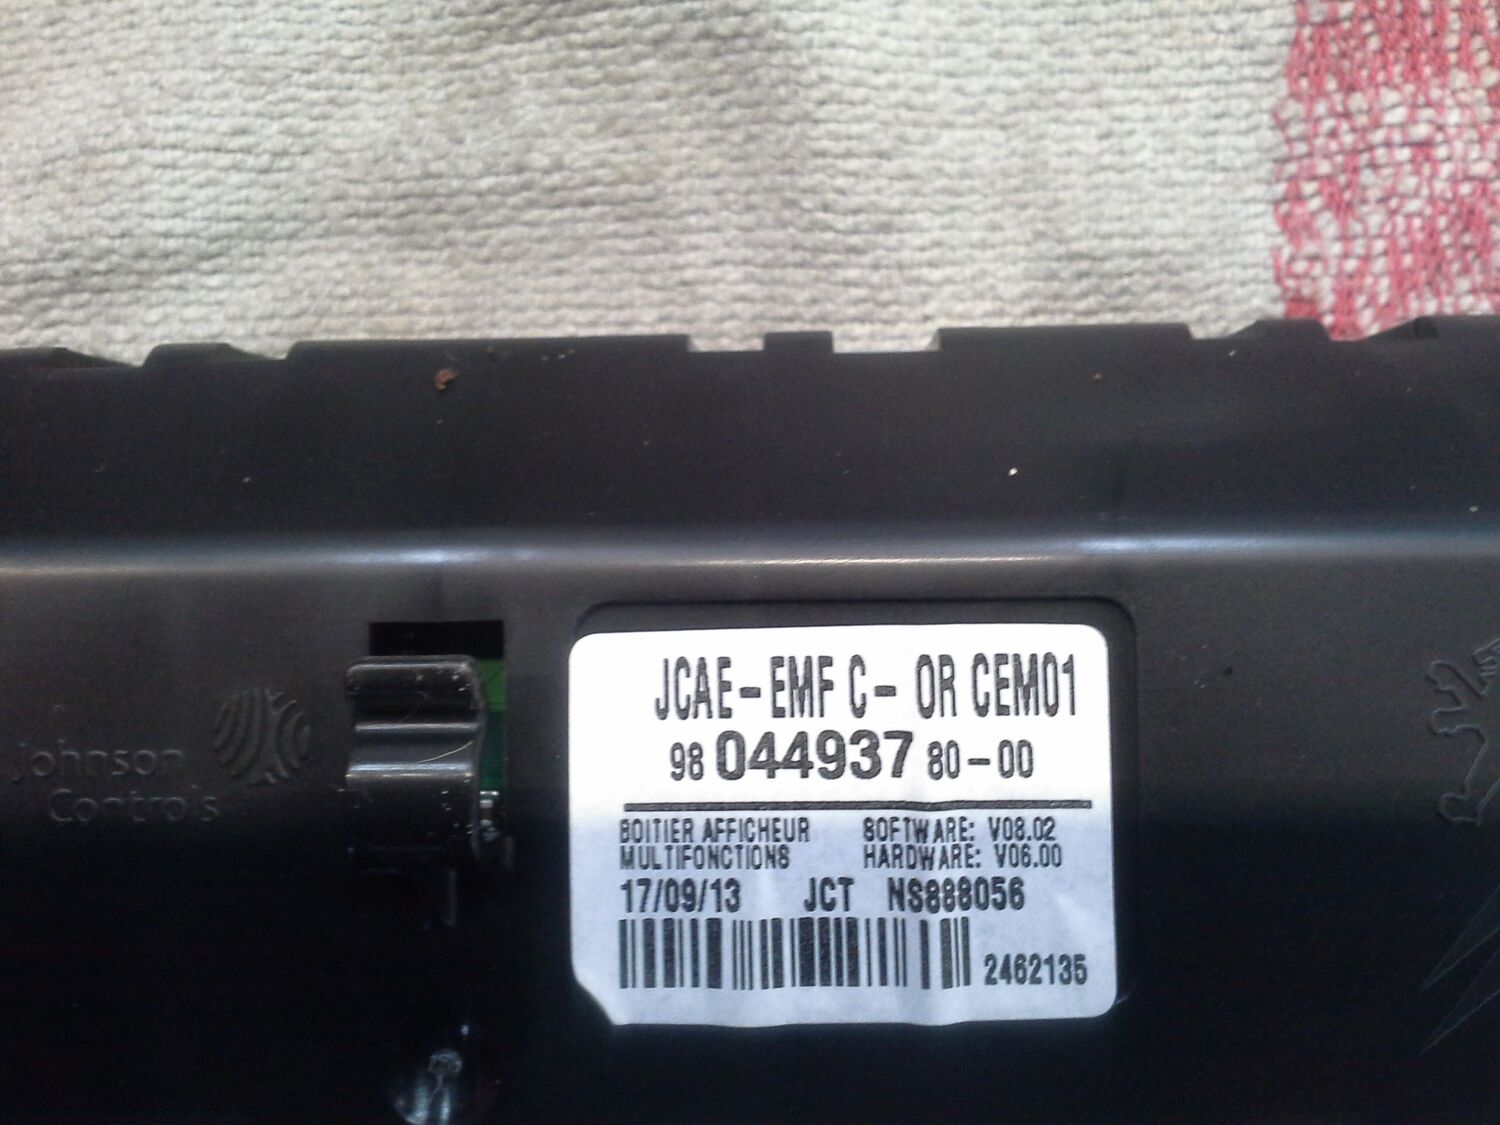 Johnson
Controls
JCAE-EMF C- OR CEM01
98 044937 80-00
BOITIER AFFICHEUR SOFTWARE: V08.02
MULTIFONCTIONS HARDWARE: V06.00
17/09/13 JCT NS888056
2462135